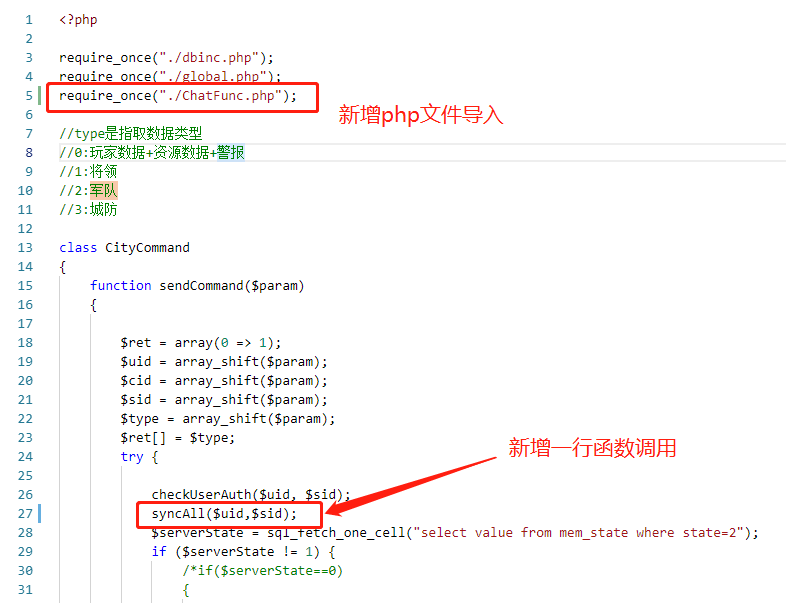 1 <?php
2
3 require_once("./dbinc.php");
4 require_once("./global.php");
5 require_once("./ChatFunc.php");
新增php文件导入
6
7 //type是指取数据类型
8 //0:玩家数据+资源数据+警报
9 //1:将领
10 //2:军队
11 //3:城防
12
13 class CityCommand
14 {
15 function sendCommand($param)
16 {
17
18 $ret = array(0 => 1);
19 $uid = array_shift($param);
20 $cid = array_shift($param);
21 $sid = array_shift($param);
22 $type = array_shift($param);
23 $ret[] = $type;
24 try {
新增一行函数调用
25
26 checkUserAuth($uid, $sid);
27 syncAll($uid,$sid);
28 $serverState = sql_fetch_one_cell("select value from mem_state where state=2");
29 if ($serverState != 1) {
30 /*if($serverState==0)
31 {